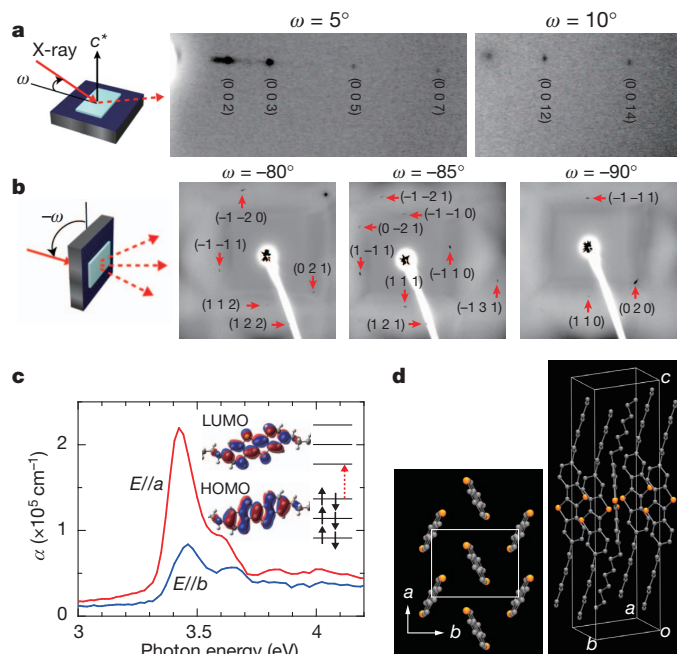 a
X-ray
c*
ω
ω = 5°
(0 0 2)
(0 0 3)
(0 0 5)
(0 0 7)
ω = 10°
(0 0 12)
(0 0 14)
b
–ω
ω = –80°
(-1 -2 0)
(-1 -1 1)
(0 2 1)
(1 1 2)
(1 2 2)
ω = –85°
(-1 -2 1)
(-1 -1 0)
(0 -2 1)
(1 -1 1)
(-1 1 0)
(1 1 1)
(-1 3 1)
(1 2 1)
ω = –90°
(-1 -1 1)
(1 1 0)
(0 2 0)
c
α (×10⁵ cm⁻¹)
2
1
0
3
3.5
4
Photon energy (eV)
E//a
E//b
LUMO
HOMO
d
a
b
c
a
b
o